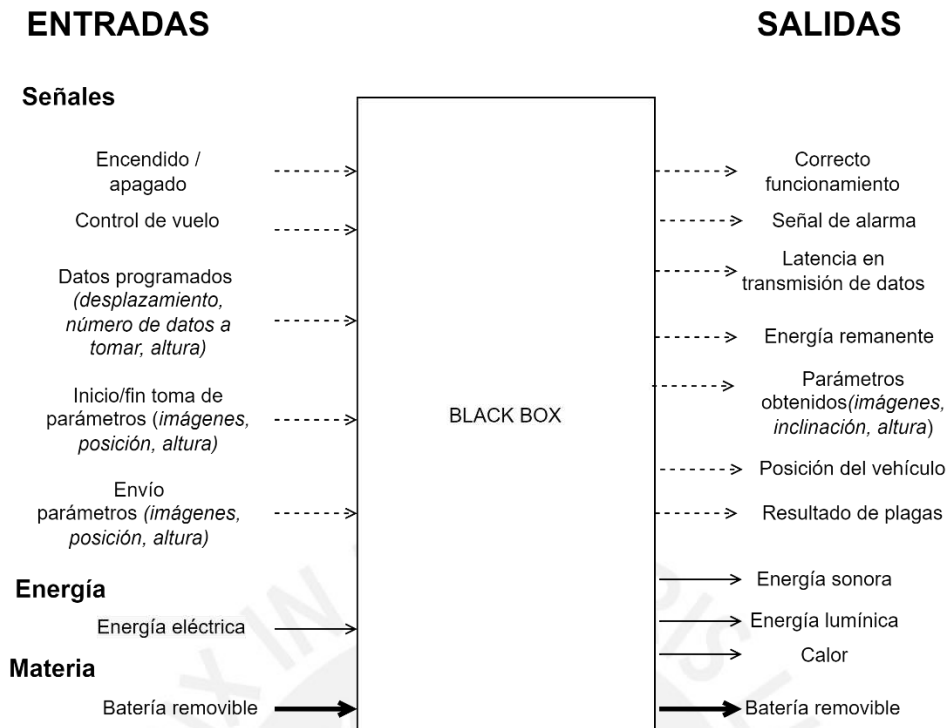 ENTRADAS
SALIDAS
Señales
Encendido /
apagado
Control de vuelo
Datos programados
(desplazamiento,
número de datos a
tomar, altura)
Inicio/fin toma de
parámetros (imágenes,
posición, altura)
Envío
parámetros (imágenes,
posición, altura)
Energía
Energía eléctrica
Materia
Batería removible
BLACK BOX
Correcto
funcionamiento
Señal de alarma
Latencia en
transmisión de datos
Energía remanente
Parámetros
obtenidos(imágenes,
inclinación, altura)
Posición del vehículo
Resultado de plagas
Energía sonora
Energía lumínica
Calor
Batería removible